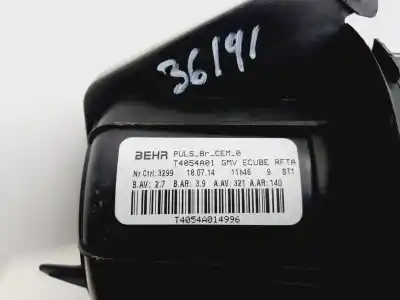 36191
BEHR PULS_Br_CEM_0
T4054A01 GMV ECUBE RFTA
Nr Ctrl: 3299 18.07.14 11h46 9 ST1
B.AV: 2.7 B.AR: 3.9 A.AV: 321 A.AR: 140
T4054A014996